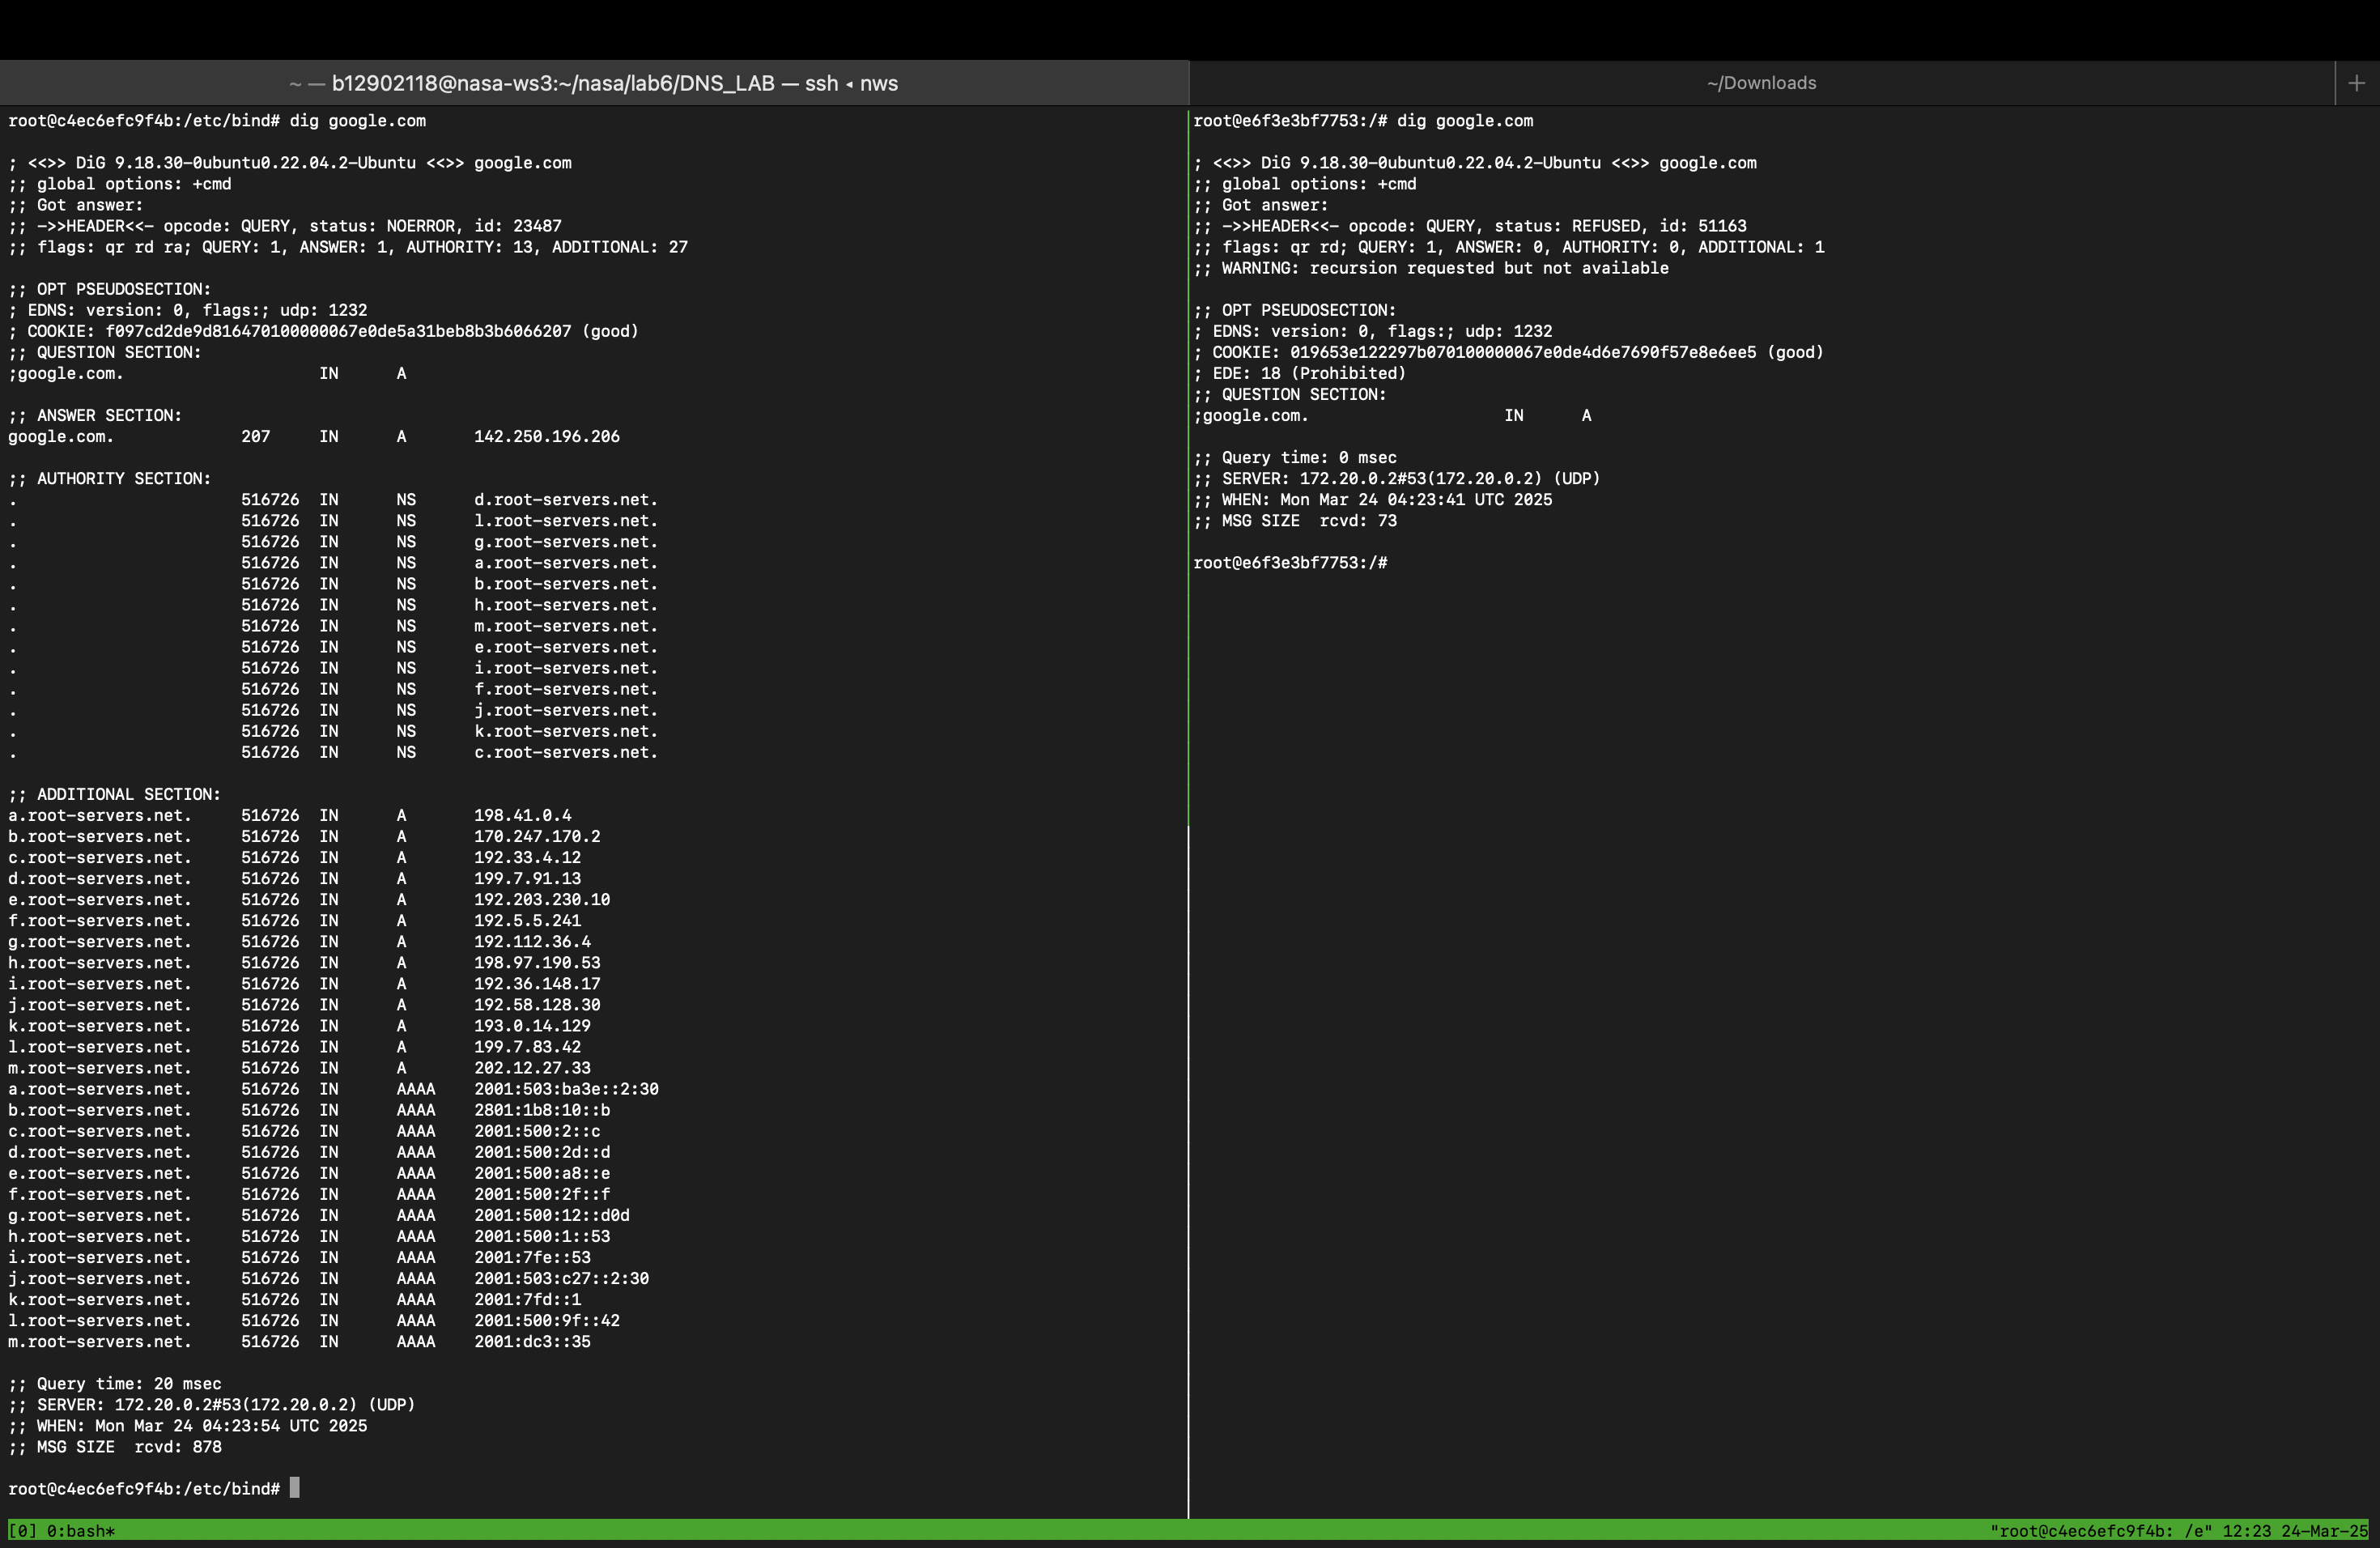 ~ — b12902118@nasa-ws3:~/nasa/lab6/DNS_LAB — ssh ◂ nws
~/Downloads
+
root@c4ec6efc9f4b:/etc/bind# dig google.com

; <<>> DiG 9.18.30-0ubuntu0.22.04.2-Ubuntu <<>> google.com
;; global options: +cmd
;; Got answer:
;; ->>HEADER<<- opcode: QUERY, status: NOERROR, id: 23487
;; flags: qr rd ra; QUERY: 1, ANSWER: 1, AUTHORITY: 13, ADDITIONAL: 27

;; OPT PSEUDOSECTION:
; EDNS: version: 0, flags:; udp: 1232
; COOKIE: f097cd2de9d816470100000067e0de5a31beb8b3b6066207 (good)
;; QUESTION SECTION:
;google.com. IN A

;; ANSWER SECTION:
google.com. 207 IN A 142.250.196.206

;; AUTHORITY SECTION:
. 516726 IN NS d.root-servers.net.
. 516726 IN NS l.root-servers.net.
. 516726 IN NS g.root-servers.net.
. 516726 IN NS a.root-servers.net.
. 516726 IN NS b.root-servers.net.
. 516726 IN NS h.root-servers.net.
. 516726 IN NS m.root-servers.net.
. 516726 IN NS e.root-servers.net.
. 516726 IN NS i.root-servers.net.
. 516726 IN NS f.root-servers.net.
. 516726 IN NS j.root-servers.net.
. 516726 IN NS k.root-servers.net.
. 516726 IN NS c.root-servers.net.

;; ADDITIONAL SECTION:
a.root-servers.net. 516726 IN A 198.41.0.4
b.root-servers.net. 516726 IN A 170.247.170.2
c.root-servers.net. 516726 IN A 192.33.4.12
d.root-servers.net. 516726 IN A 199.7.91.13
e.root-servers.net. 516726 IN A 192.203.230.10
f.root-servers.net. 516726 IN A 192.5.5.241
g.root-servers.net. 516726 IN A 192.112.36.4
h.root-servers.net. 516726 IN A 198.97.190.53
i.root-servers.net. 516726 IN A 192.36.148.17
j.root-servers.net. 516726 IN A 192.58.128.30
k.root-servers.net. 516726 IN A 193.0.14.129
l.root-servers.net. 516726 IN A 199.7.83.42
m.root-servers.net. 516726 IN A 202.12.27.33
a.root-servers.net. 516726 IN AAAA 2001:503:ba3e::2:30
b.root-servers.net. 516726 IN AAAA 2801:1b8:10::b
c.root-servers.net. 516726 IN AAAA 2001:500:2::c
d.root-servers.net. 516726 IN AAAA 2001:500:2d::d
e.root-servers.net. 516726 IN AAAA 2001:500:a8::e
f.root-servers.net. 516726 IN AAAA 2001:500:2f::f
g.root-servers.net. 516726 IN AAAA 2001:500:12::d0d
h.root-servers.net. 516726 IN AAAA 2001:500:1::53
i.root-servers.net. 516726 IN AAAA 2001:7fe::53
j.root-servers.net. 516726 IN AAAA 2001:503:c27::2:30
k.root-servers.net. 516726 IN AAAA 2001:7fd::1
l.root-servers.net. 516726 IN AAAA 2001:500:9f::42
m.root-servers.net. 516726 IN AAAA 2001:dc3::35

;; Query time: 20 msec
;; SERVER: 172.20.0.2#53(172.20.0.2) (UDP)
;; WHEN: Mon Mar 24 04:23:54 UTC 2025
;; MSG SIZE rcvd: 878

root@c4ec6efc9f4b:/etc/bind#

root@e6f3e3bf7753:/# dig google.com

; <<>> DiG 9.18.30-0ubuntu0.22.04.2-Ubuntu <<>> google.com
;; global options: +cmd
;; Got answer:
;; ->>HEADER<<- opcode: QUERY, status: REFUSED, id: 51163
;; flags: qr rd; QUERY: 1, ANSWER: 0, AUTHORITY: 0, ADDITIONAL: 1
;; WARNING: recursion requested but not available

;; OPT PSEUDOSECTION:
; EDNS: version: 0, flags:; udp: 1232
; COOKIE: 019653e122297b070100000067e0de4d6e7690f57e8e6ee5 (good)
; EDE: 18 (Prohibited)
;; QUESTION SECTION:
;google.com. IN A

;; Query time: 0 msec
;; SERVER: 172.20.0.2#53(172.20.0.2) (UDP)
;; WHEN: Mon Mar 24 04:23:41 UTC 2025
;; MSG SIZE rcvd: 73

root@e6f3e3bf7753:/#

[0] 0:bash*
"root@c4ec6efc9f4b: /e" 12:23 24-Mar-25